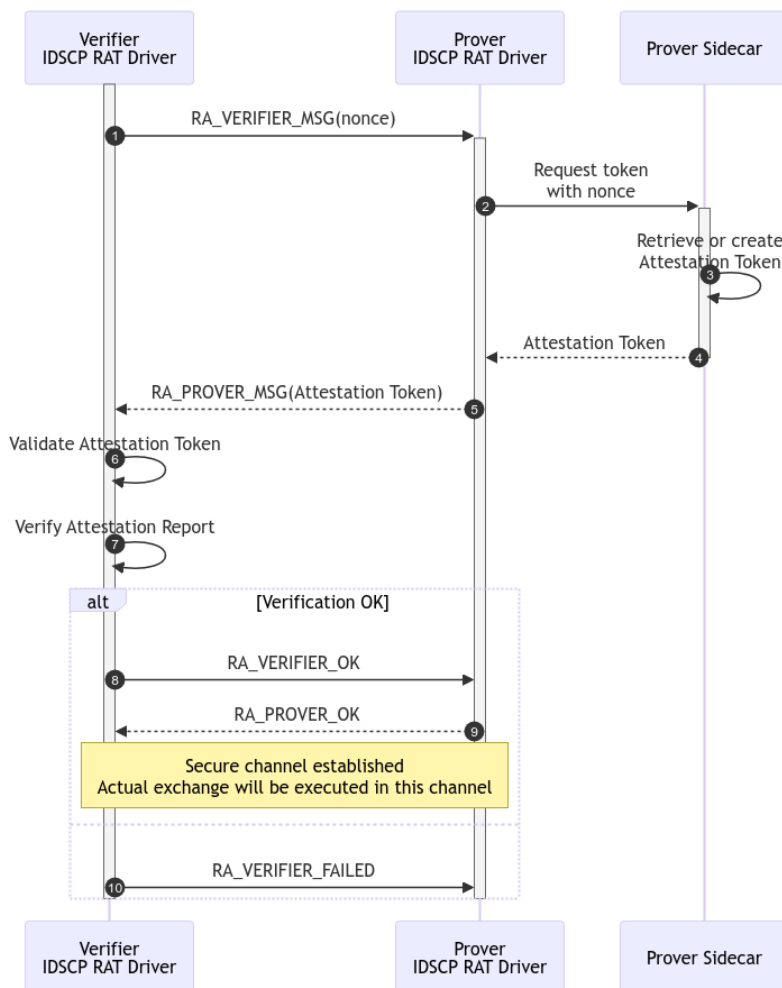 Verifier
IDSCP RAT Driver
Prover
IDSCP RAT Driver
Prover Sidecar
RA_VERIFIER_MSG(nonce)
1
Request token
with nonce
2
Retrieve or create
Attestation Token
3
Attestation Token
4
RA_PROVER_MSG(Attestation Token)
5
Validate Attestation Token
6
Verify Attestation Report
7
alt
[Verification OK]
RA_VERIFIER_OK
8
RA_PROVER_OK
9
Secure channel established
Actual exchange will be executed in this channel
RA_VERIFIER_FAILED
10
Verifier
IDSCP RAT Driver
Prover
IDSCP RAT Driver
Prover Sidecar